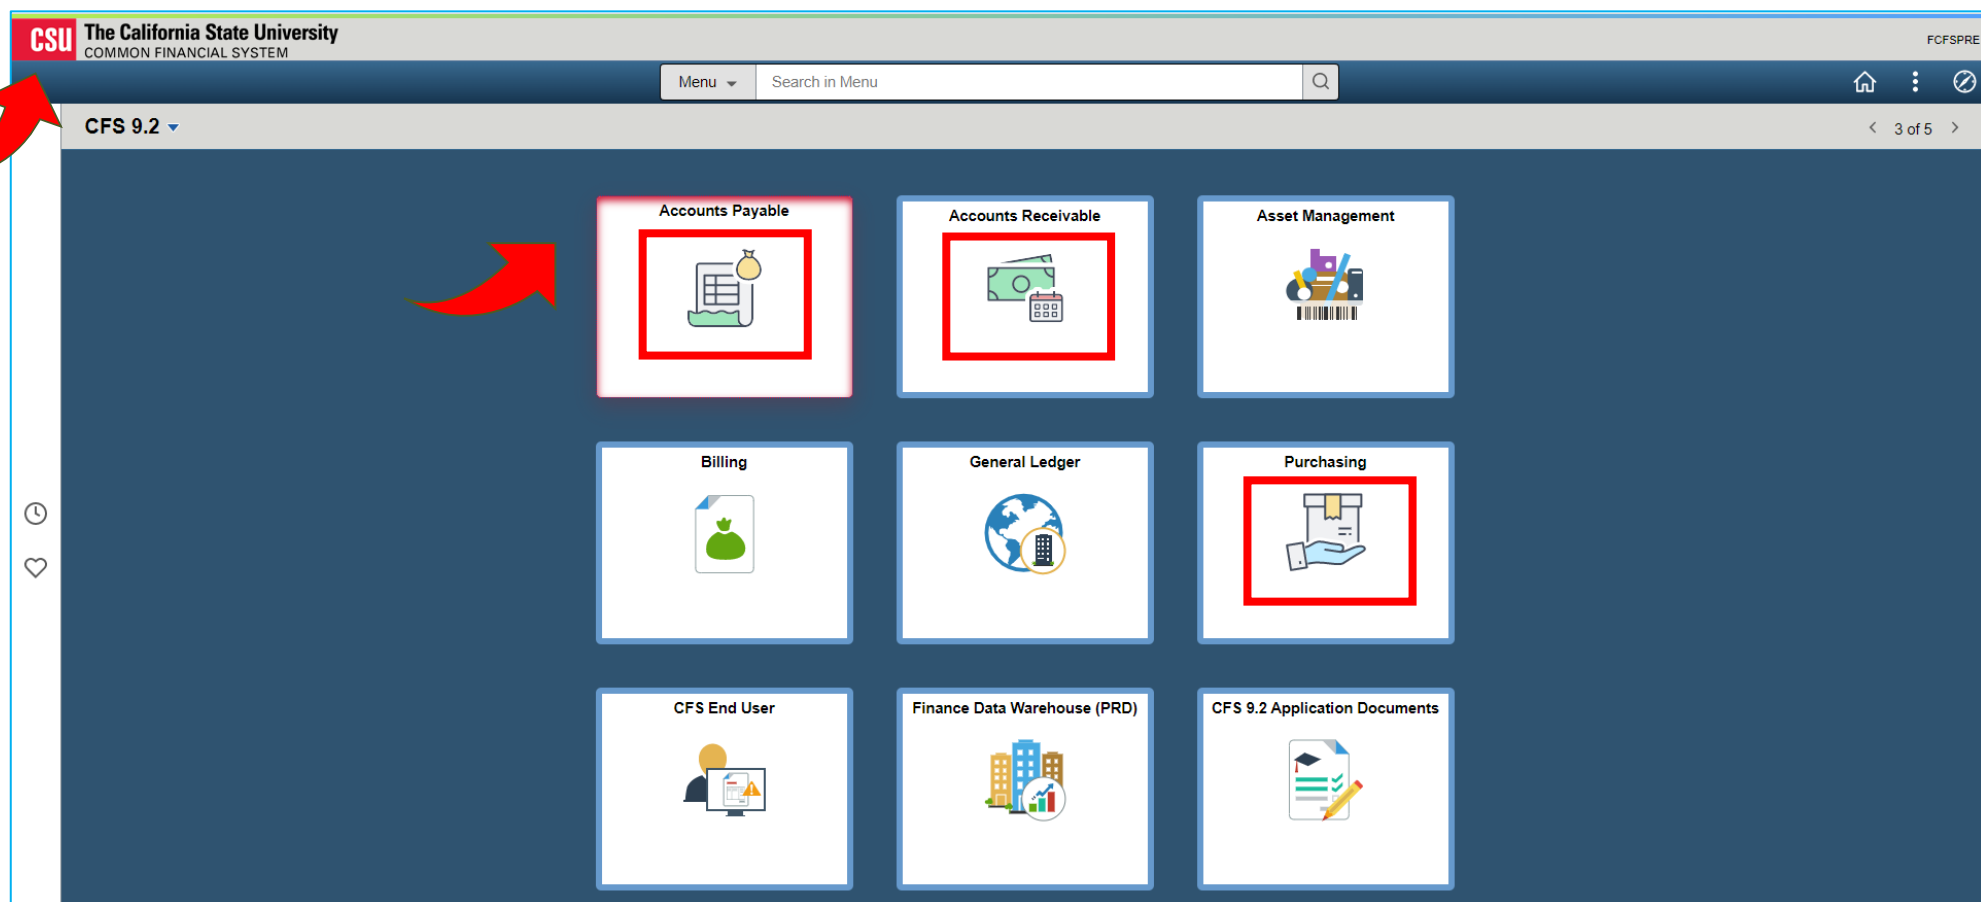 CSU The California State University
COMMON FINANCIAL SYSTEM
FCFSPRE
Menu Search in Menu
CFS 9.2
3 of 5
Accounts Payable
Accounts Receivable
Asset Management
Billing
General Ledger
Purchasing
CFS End User
Finance Data Warehouse (PRD)
CFS 9.2 Application Documents